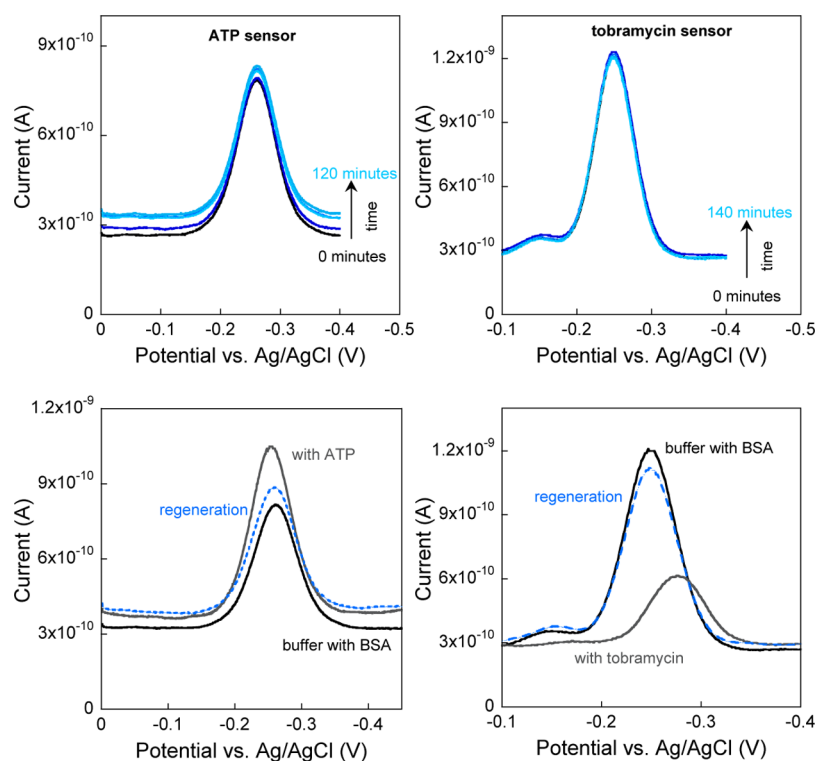 ATP sensor
9x10⁻¹⁰
6x10⁻¹⁰
3x10⁻¹⁰
0
Current (A)
120 minutes
time
0 minutes
0
-0.1
-0.2
-0.3
-0.4
-0.5
Potential vs. Ag/AgCl (V)
tobramycin sensor
1.2x10⁻⁹
9x10⁻¹⁰
6x10⁻¹⁰
3x10⁻¹⁰
0
Current (A)
140 minutes
time
0 minutes
-0.1
-0.2
-0.3
-0.4
-0.5
Potential vs. Ag/AgCl (V)
1.2x10⁻⁹
9x10⁻¹⁰
6x10⁻¹⁰
3x10⁻¹⁰
0
Current (A)
with ATP
regeneration
buffer with BSA
0
-0.1
-0.2
-0.3
-0.4
Potential vs. Ag/AgCl (V)
1.2x10⁻⁹
9x10⁻¹⁰
6x10⁻¹⁰
3x10⁻¹⁰
0
Current (A)
buffer with BSA
regeneration
with tobramycin
-0.1
-0.2
-0.3
-0.4
Potential vs. Ag/AgCl (V)